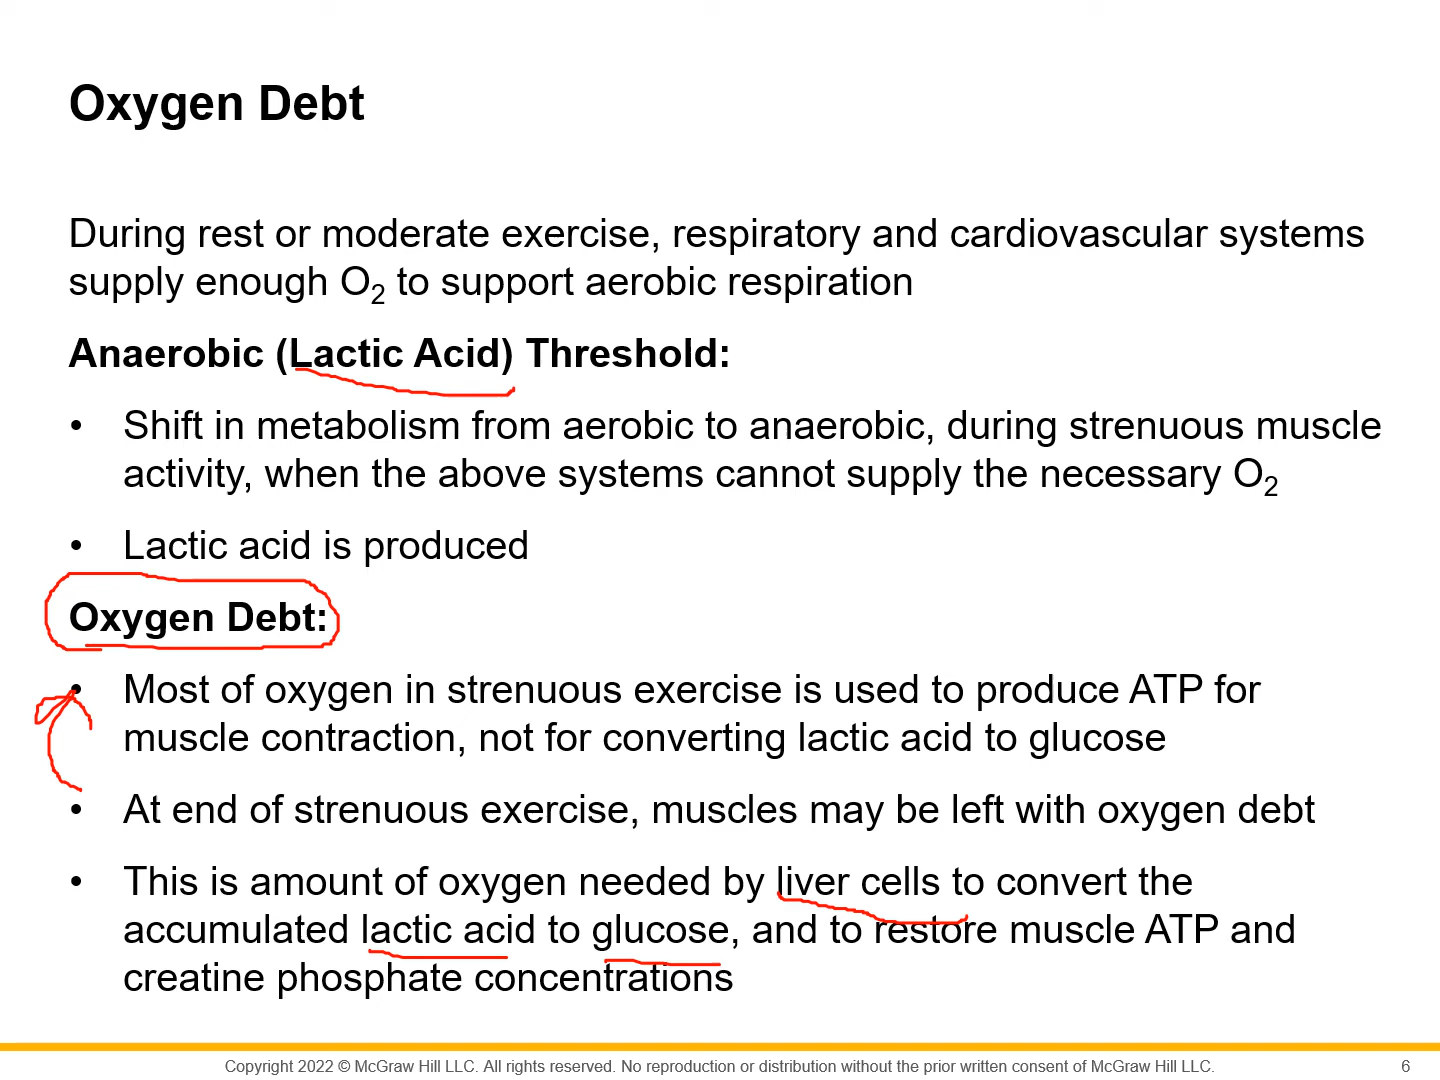 Oxygen Debt
During rest or moderate exercise, respiratory and cardiovascular systems
supply enough O2 to support aerobic respiration
Anaerobic (Lactic Acid) Threshold:
• Shift in metabolism from aerobic to anaerobic, during strenuous muscle
activity, when the above systems cannot supply the necessary O2
• Lactic acid is produced
Oxygen Debt:
• Most of oxygen in strenuous exercise is used to produce ATP for
muscle contraction, not for converting lactic acid to glucose
• At end of strenuous exercise, muscles may be left with oxygen debt
• This is amount of oxygen needed by liver cells to convert the
accumulated lactic acid to glucose, and to restore muscle ATP and
creatine phosphate concentrations
Copyright 2022 © McGraw Hill LLC. All rights reserved. No reproduction or distribution without the prior written consent of McGraw Hill LLC. 6